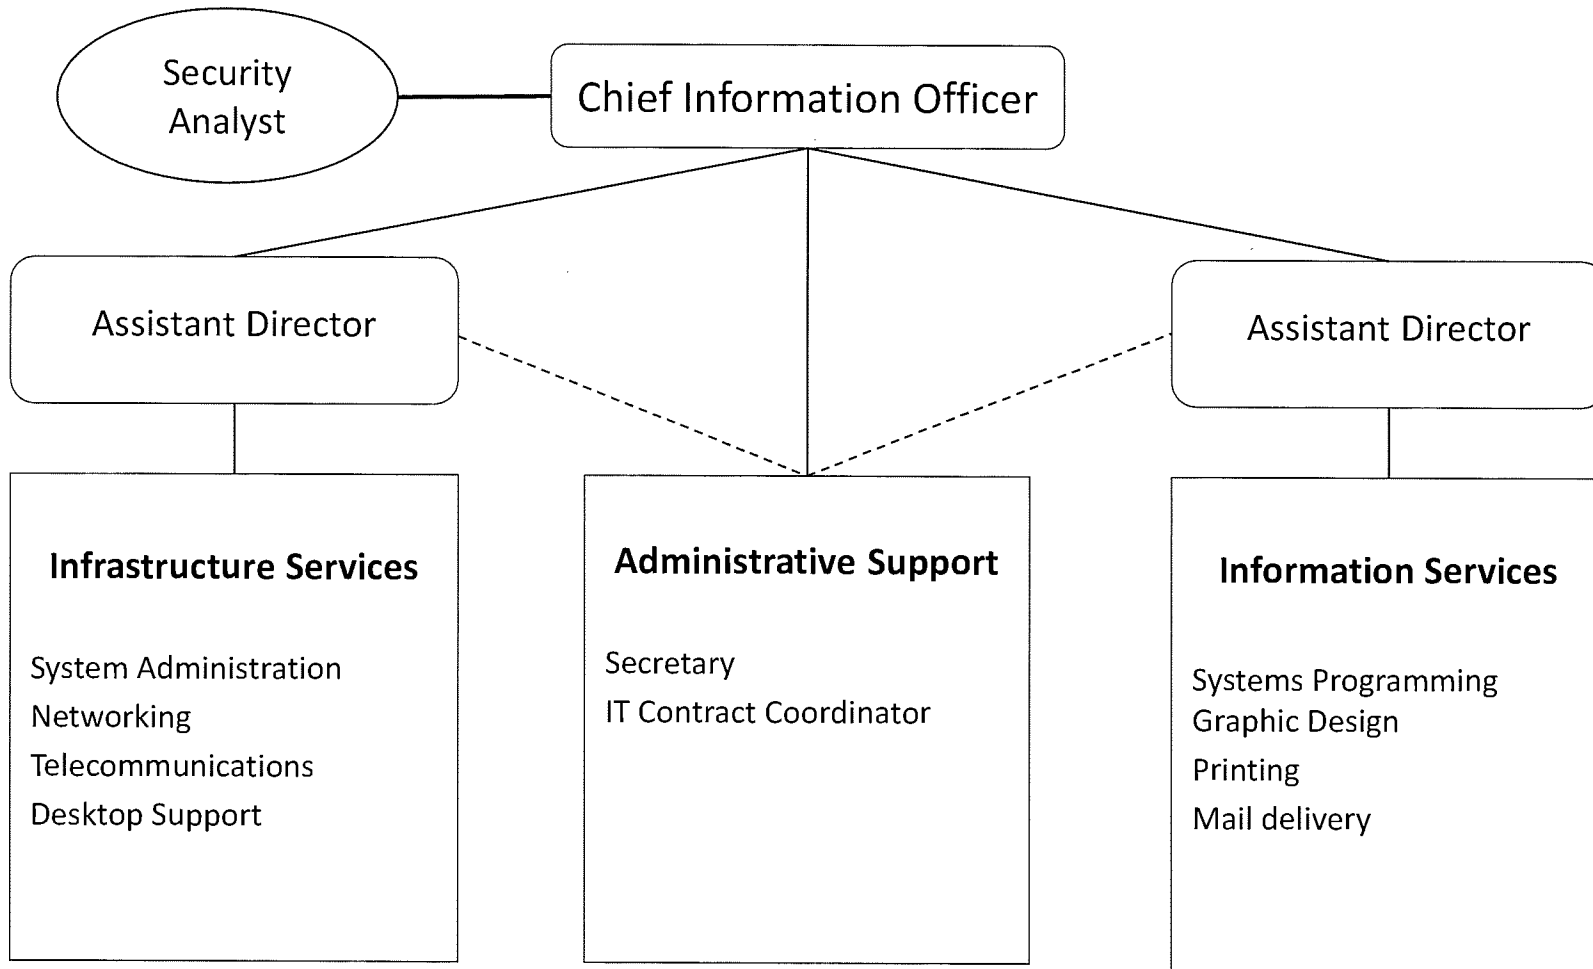 Security
Analyst
Chief Information Officer
Assistant Director
Assistant Director
Infrastructure Services
System Administration
Networking
Telecommunications
Desktop Support
Administrative Support
Secretary
IT Contract Coordinator
Information Services
Systems Programming
Graphic Design
Printing
Mail delivery